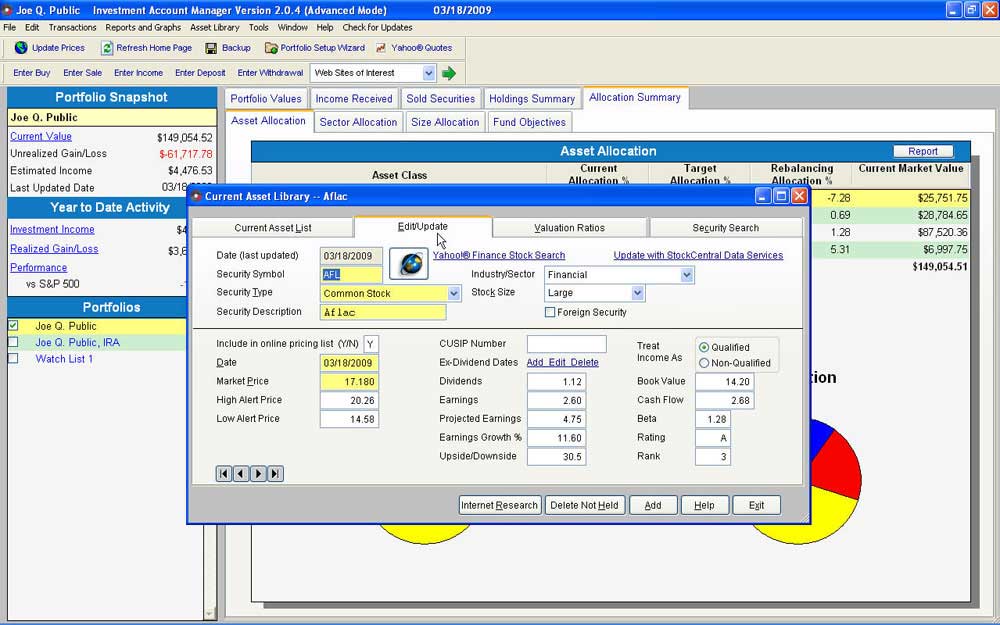 Joe Q. Public Investment Account Manager Version 2.0.4 (Advanced Mode) 03/18/2009
File Edit Transactions Reports and Graphs Asset Library Tools Window Help Check for Updates
Update Prices Refresh Home Page Backup Portfolio Setup Wizard Yahoo® Quotes
Enter Buy Enter Sale Enter Income Enter Deposit Enter Withdrawal Web Sites of Interest
Portfolio Snapshot
Joe Q. Public
Current Value $149,054.52
Unrealized Gain/Loss $-61,717.78
Estimated Income $4,476.53
Last Updated Date 03/18/
Year to Date Activity
Investment Income
Realized Gain/Loss
Performance
vs S&P 500
Portfolios
Joe Q. Public
Joe Q. Public, IRA
Watch List 1
Portfolio Values Income Received Sold Securities Holdings Summary Allocation Summary
Asset Allocation Sector Allocation Size Allocation Fund Objectives
Asset Allocation Report
Asset Class Current Allocation % Target Allocation % Rebalancing Allocation % Current Market Value
-7.28 $25,751.75
0.69 $28,784.65
1.28 $87,520.36
5.31 $6,997.75
$149,054.51
Current Asset Library -- Aflac
Current Asset List Edit/Update Valuation Ratios Security Search
Date (last updated) 03/18/2009 Yahoo!® Finance Stock Search Update with StockCentral Data Services
Security Symbol AFL Industry/Sector Financial
Security Type Common Stock Stock Size Large
Security Description Aflac Foreign Security
Include in online pricing list (Y/N) Y CUSIP Number Treat Income As Qualified
Date 03/18/2009 Ex-Dividend Dates Add Edit Delete Non-Qualified
Market Price 17.180 Dividends 1.12 Book Value 14.20
High Alert Price 20.26 Earnings 2.60 Cash Flow 2.68
Low Alert Price 14.58 Projected Earnings 4.75 Beta 1.28
Earnings Growth % 11.60 Rating A
Upside/Downside 30.5 Rank 3
Internet Research Delete Not Held Add Help Exit